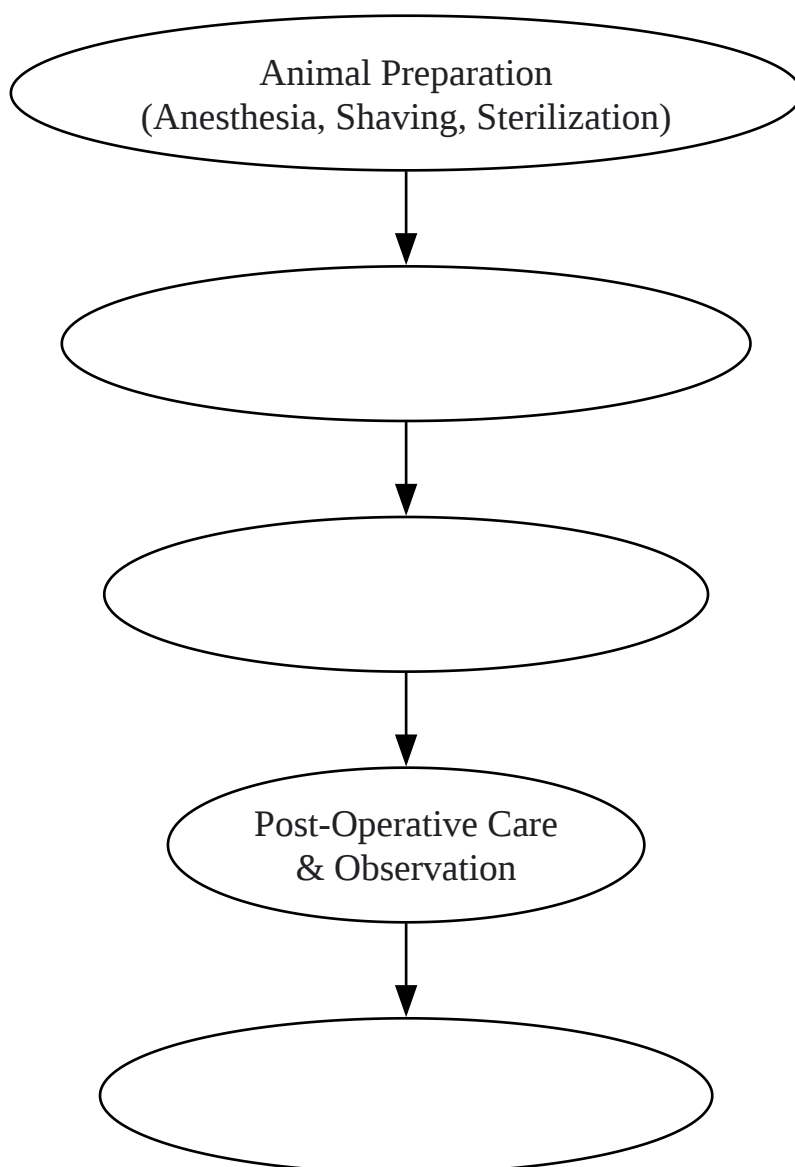 Animal Preparation
(Anesthesia, Shaving, Sterilization)
Post-Operative Care
& Observation